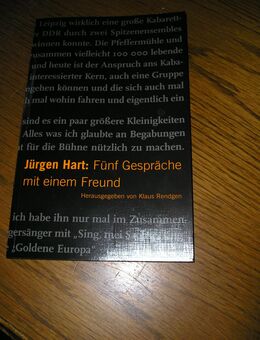 Leipzig wirklich eine große Kabarett-
DDR durch zwei Spitzenensembles
winnen konnte. Die Pfeffermühle und
zusammen vielleicht 100 000 lebende
und heute ist der Anspruch ans Kaba-
interessierter Kern, auch eine Gruppe
ngehen können und die sich auch mal
h mal wohin fahren und eigentlich ein
sind es ein paar größere Kleinigkeiten
Alles was ich glaubte an Begabungen
für die Bühne nützlich zu machen.
Jürgen Hart: Fünf Gespräche
mit einem Freund
Herausgegeben von Klaus Rendgen
ich habe ihn nur mal im Zusammen-
gersänger mit „Sing, mei
„Goldene Europa“